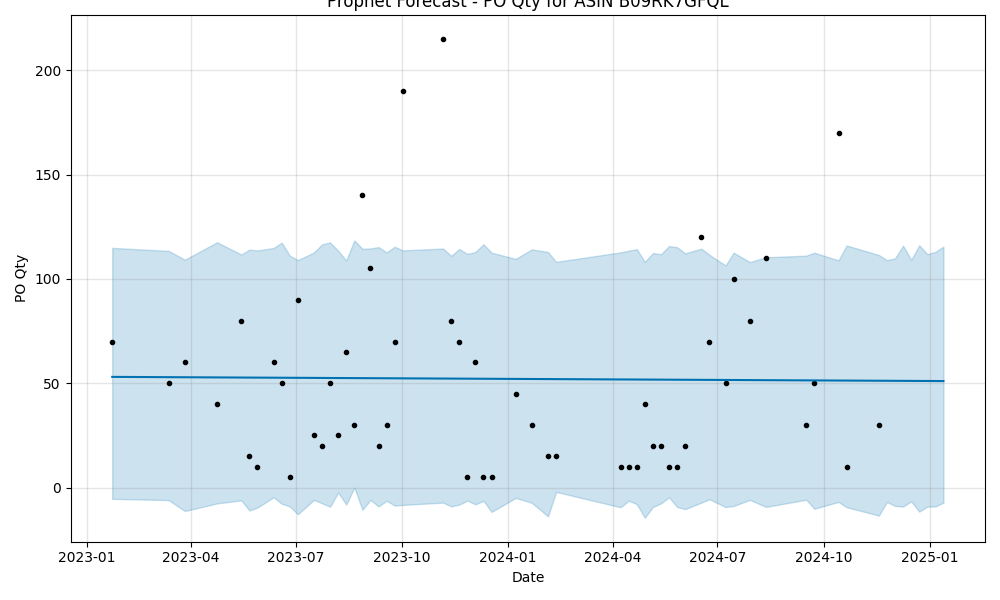 Prophet Forecast - PO Qty for ASIN B09RK7GFQL
200
150
100
50
0
PO Qty
2023-01 2023-04 2023-07 2023-10 2024-01 2024-04 2024-07 2024-10 2025-01
Date